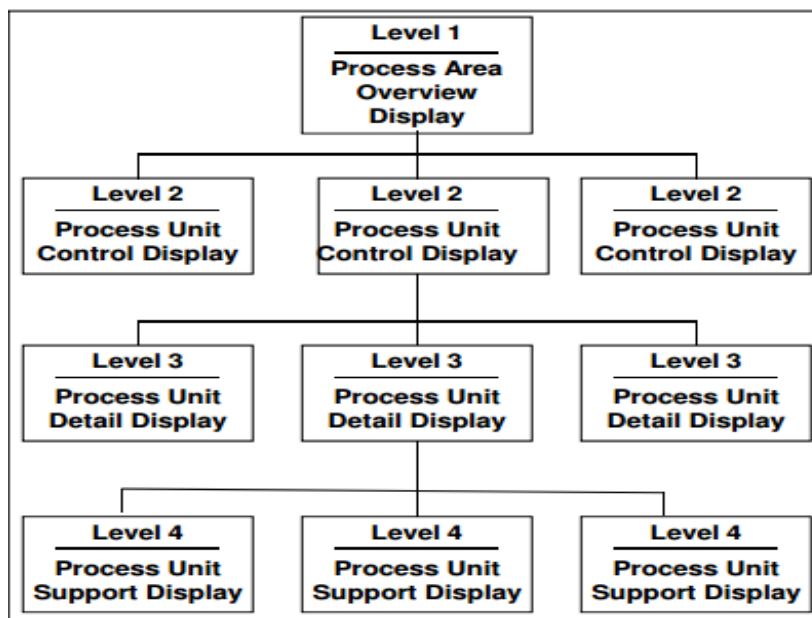 Level 1
Process Area
Overview
Display
Level 2
Process Unit
Control Display
Level 2
Process Unit
Control Display
Level 2
Process Unit
Control Display
Level 3
Process Unit
Detail Display
Level 3
Process Unit
Detail Display
Level 3
Process Unit
Detail Display
Level 4
Process Unit
Support Display
Level 4
Process Unit
Support Display
Level 4
Process Unit
Support Display